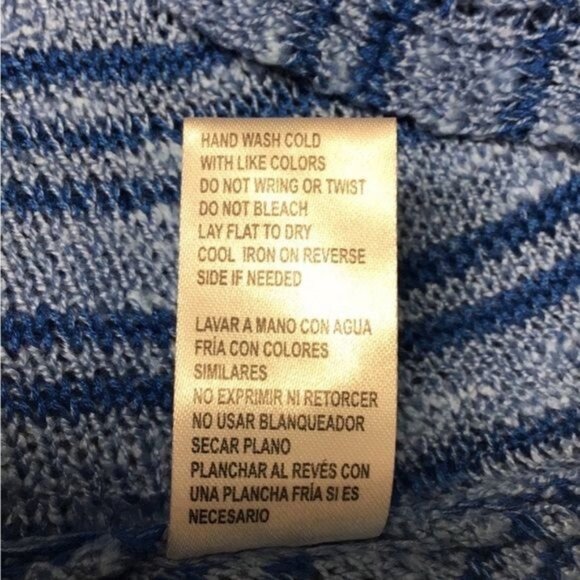 HAND WASH COLD
WITH LIKE COLORS
DO NOT WRING OR TWIST
DO NOT BLEACH
LAY FLAT TO DRY
COOL IRON ON REVERSE
SIDE IF NEEDED
LAVAR A MANO CON AGUA
FRÍA CON COLORES
SIMILARES
NO EXPRIMIR NI RETORCER
NO USAR BLANQUEADOR
SECAR PLANO
PLANCHAR AL REVÉS CON
UNA PLANCHA FRÍA SI ES
NECESARIO